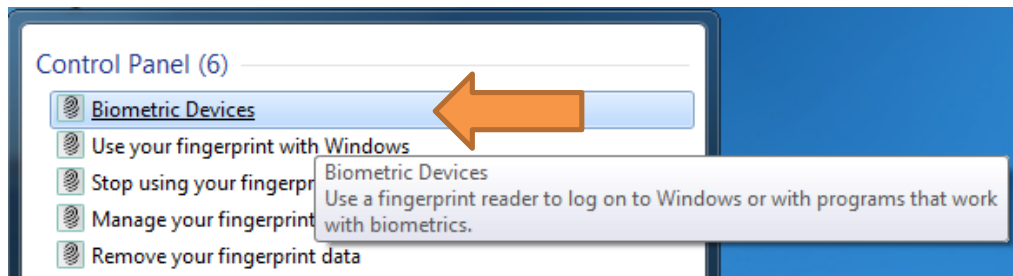 Control Panel (6)
Biometric Devices
Use your fingerprint with Windows
Stop using your fingerpr
Manage your fingerprint
Remove your fingerprint data
Biometric Devices
Use a fingerprint reader to log on to Windows or with programs that work
with biometrics.